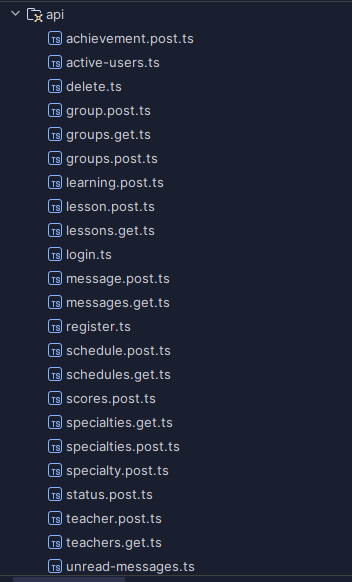 api
TS achievement.post.ts
TS active-users.ts
TS delete.ts
TS group.post.ts
TS groups.get.ts
TS groups.post.ts
TS learning.post.ts
TS lesson.post.ts
TS lessons.get.ts
TS login.ts
TS message.post.ts
TS messages.get.ts
TS register.ts
TS schedule.post.ts
TS schedules.get.ts
TS scores.post.ts
TS specialties.get.ts
TS specialties.post.ts
TS specialty.post.ts
TS status.post.ts
TS teacher.post.ts
TS teachers.get.ts
TS unread-messages.ts